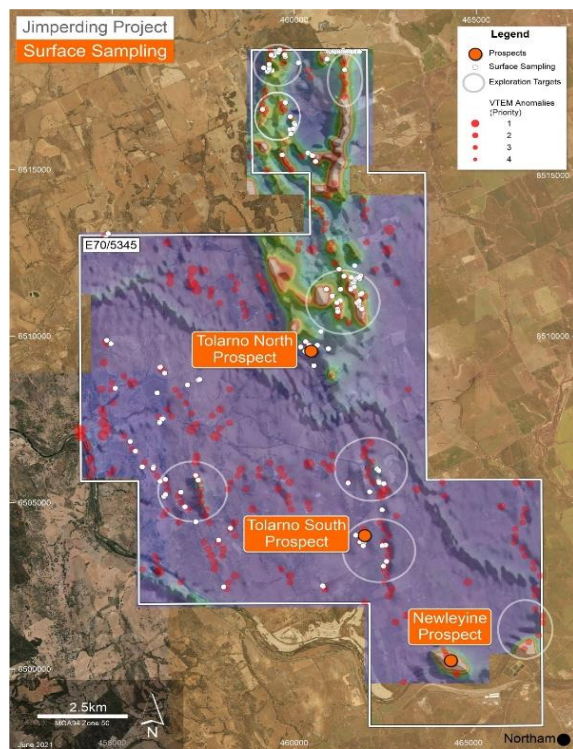 Jimperding Project
Surface Sampling
460000
465000
Legend
Prospects
Surface Sampling
Exploration Targets
VTEM Anomalies
(Priority)
1
2
3
4
6515000
6515000
E70/5345
6510000
6510000
Tolarno North
Prospect
6505000
Tolarno South
Prospect
Newleyine
Prospect
6500000
2.5km
MGA94 Zone 50
N
June 2021
455000
460000
465000
Northam